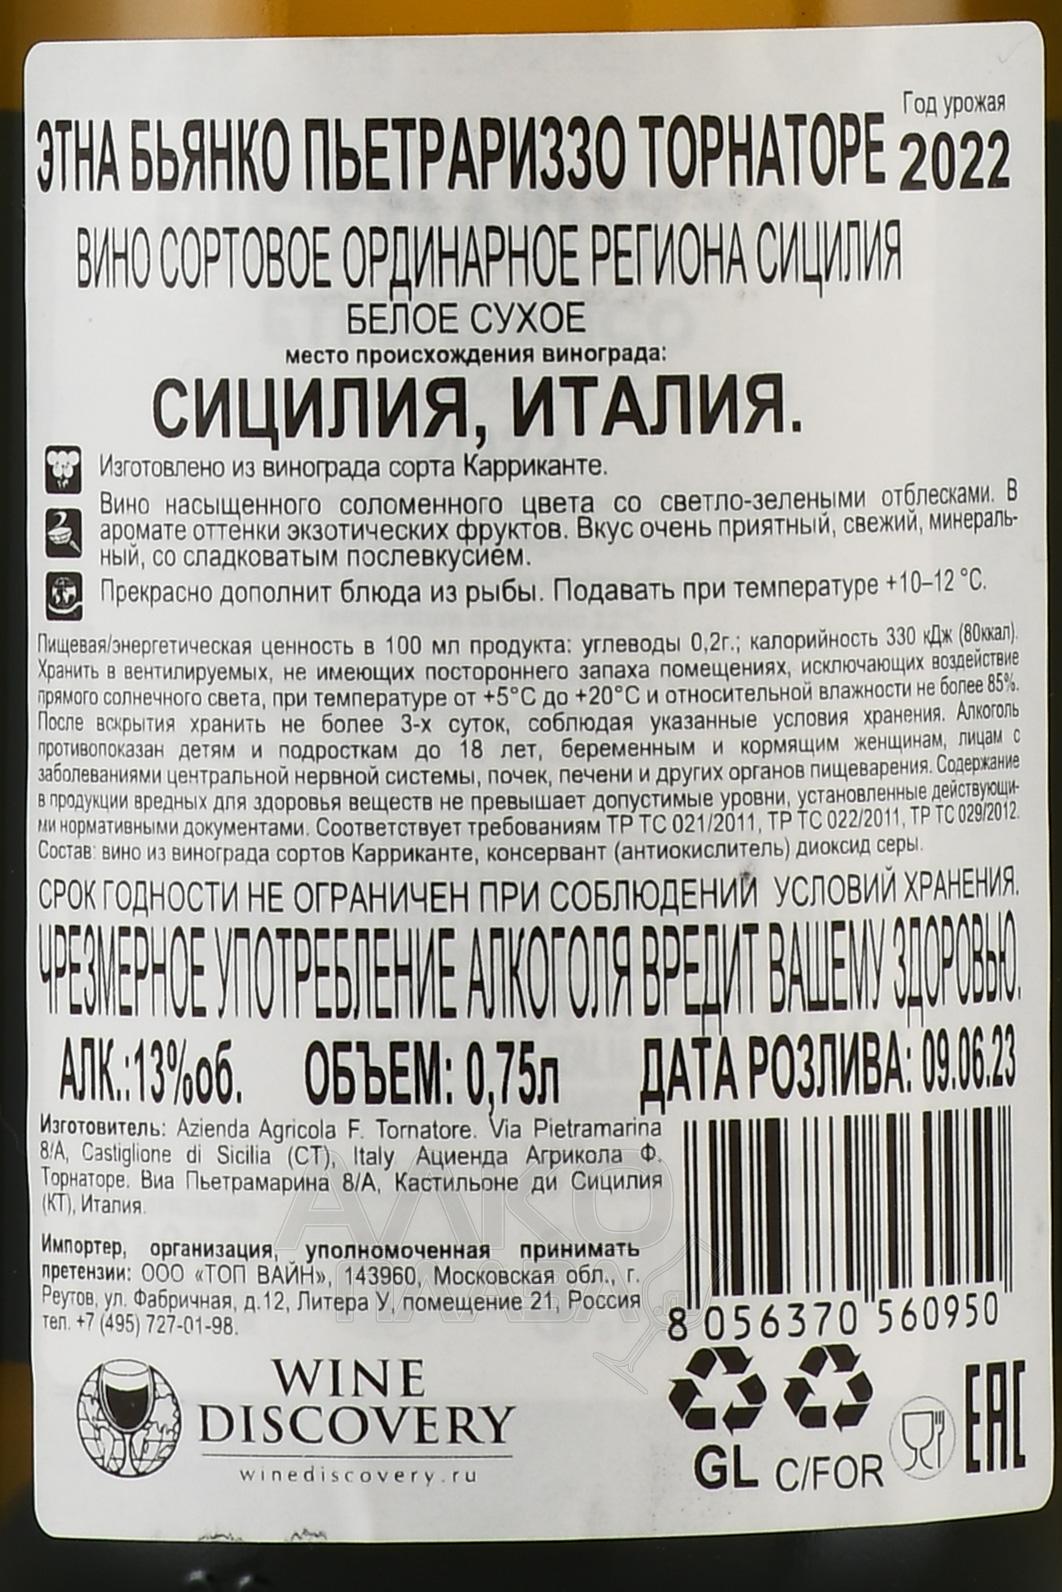 Год урожая
ЭТНА БЬЯНКО ПЬЕТРАРИЗЗО ТОРНАТОРЕ 2022
ВИНО СОРТОВОЕ ОРДИНАРНОЕ РЕГИОНА СИЦИЛИЯ
БЕЛОЕ СУХОЕ
место происхождения винограда:
СИЦИЛИЯ, ИТАЛИЯ.
Изготовлено из винограда сорта Карриканте.
Вино насыщенного соломенного цвета со светло-зелеными отблесками. В
аромате оттенки экзотических фруктов. Вкус очень приятный, свежий, минераль-
ный, со сладковатым послевкусием.
Прекрасно дополнит блюда из рыбы. Подавать при температуре +10–12 °С.
Пищевая/энергетическая ценность в 100 мл продукта: углеводы 0,2г.; калорийность 330 кДж (80ккал).
Хранить в вентилируемых, не имеющих постороннего запаха помещениях, исключающих воздействие
прямого солнечного света, при температуре от +5°С до +20°С и относительной влажности не более 85%.
После вскрытия хранить не более 3-х суток, соблюдая указанные условия хранения. Алкоголь
противопоказан детям и подросткам до 18 лет, беременным и кормящим женщинам, лицам с
заболеваниями центральной нервной системы, почек, печени и других органов пищеварения. Содержание
в продукции вредных для здоровья веществ не превышает допустимые уровни, установленные действующи-
ми нормативными документами. Соответствует требованиям ТР ТС 021/2011, ТР ТС 022/2011, ТР ТС 029/2012.
Состав: вино из винограда сортов Карриканте, консервант (антиокислитель) диоксид серы.
СРОК ГОДНОСТИ НЕ ОГРАНИЧЕН ПРИ СОБЛЮДЕНИЙ УСЛОВИЙ ХРАНЕНИЯ.
ЧРЕЗМЕРНОЕ УПОТРЕБЛЕНИЕ АЛКОГОЛЯ ВРЕДИТ ВАШЕМУ ЗДОРОВЬЮ.
АЛК.:13%об. ОБЪЕМ: 0,75л ДАТА РОЗЛИВА: 09.06.23
Изготовитель: Azienda Agricola F. Tornatore. Via Pietramarina
8/A, Castiglione di Sicilia (CT), Italy Ациенда Агрикола Ф.
Торнаторе. Виа Пьетрамарина 8/А, Кастильоне ди Сицилия
(КТ), Италия.
Импортер, организация, уполномоченная принимать
претензии: ООО «ТОП ВАЙН», 143960, Московская обл., г.
Реутов, ул. Фабричная, д.12, Литера У, помещение 21, Россия
тел. +7 (495) 727-01-98.
8 056370 560950
WINE
DISCOVERY
winediscovery.ru
GL C/FOR
EAC
АЛКО